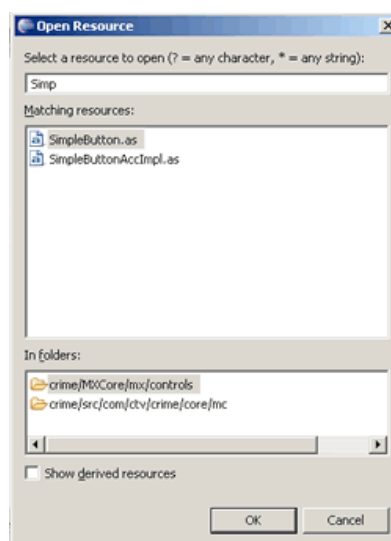 Open Resource
Select a resource to open (? = any character, * = any string):
Simp
Matching resources:
SimpleButton.as
SimpleButtonAccImpl.as
In folders:
crime/MXCore/mx/controls
crime/src/com/ctv/crime/core/mc
Show derived resources
OK Cancel